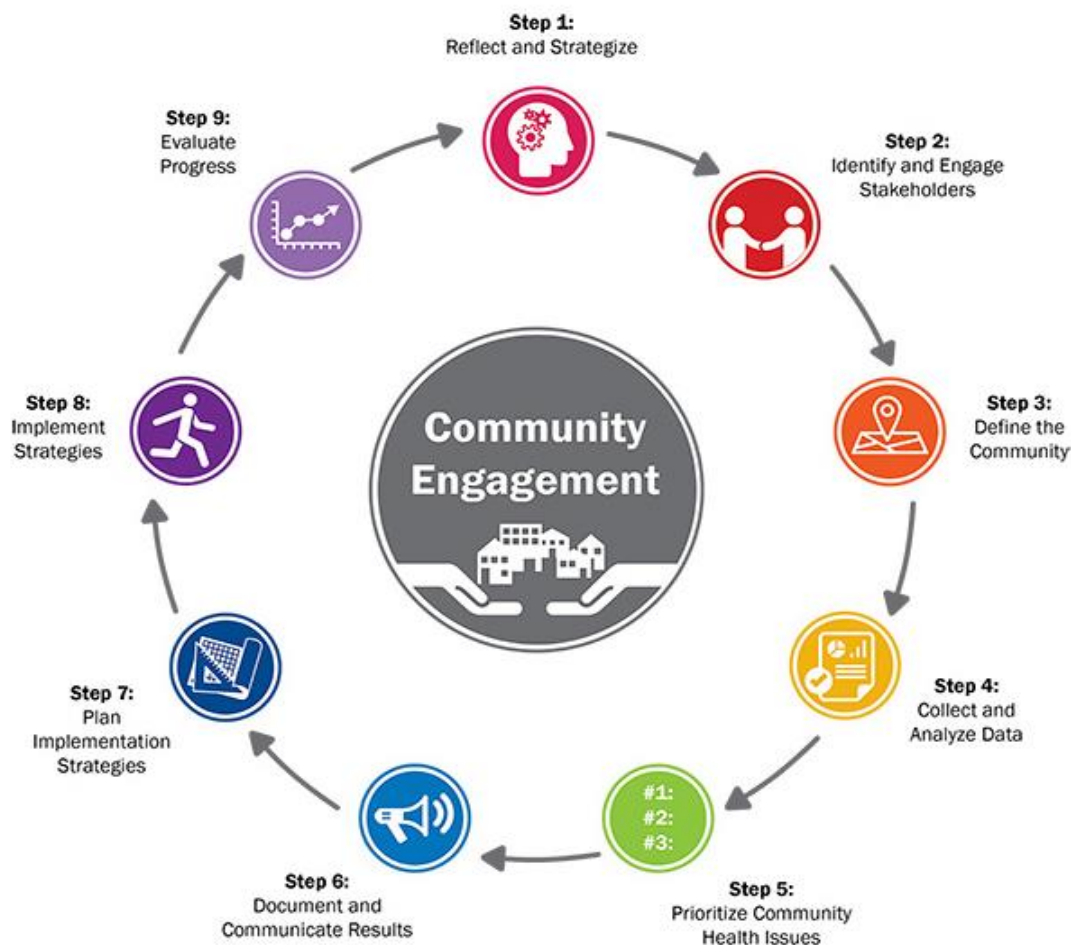 Step 1:
Reflect and Strategize
Step 2:
Identify and Engage
Stakeholders
Step 3:
Define the
Community
Step 4:
Collect and
Analyze Data
#1:
#2:
#3:
Step 5:
Prioritize Community
Health Issues
Step 6:
Document and
Communicate Results
Step 7:
Plan
Implementation
Strategies
Step 8:
Implement
Strategies
Step 9:
Evaluate
Progress
Community
Engagement